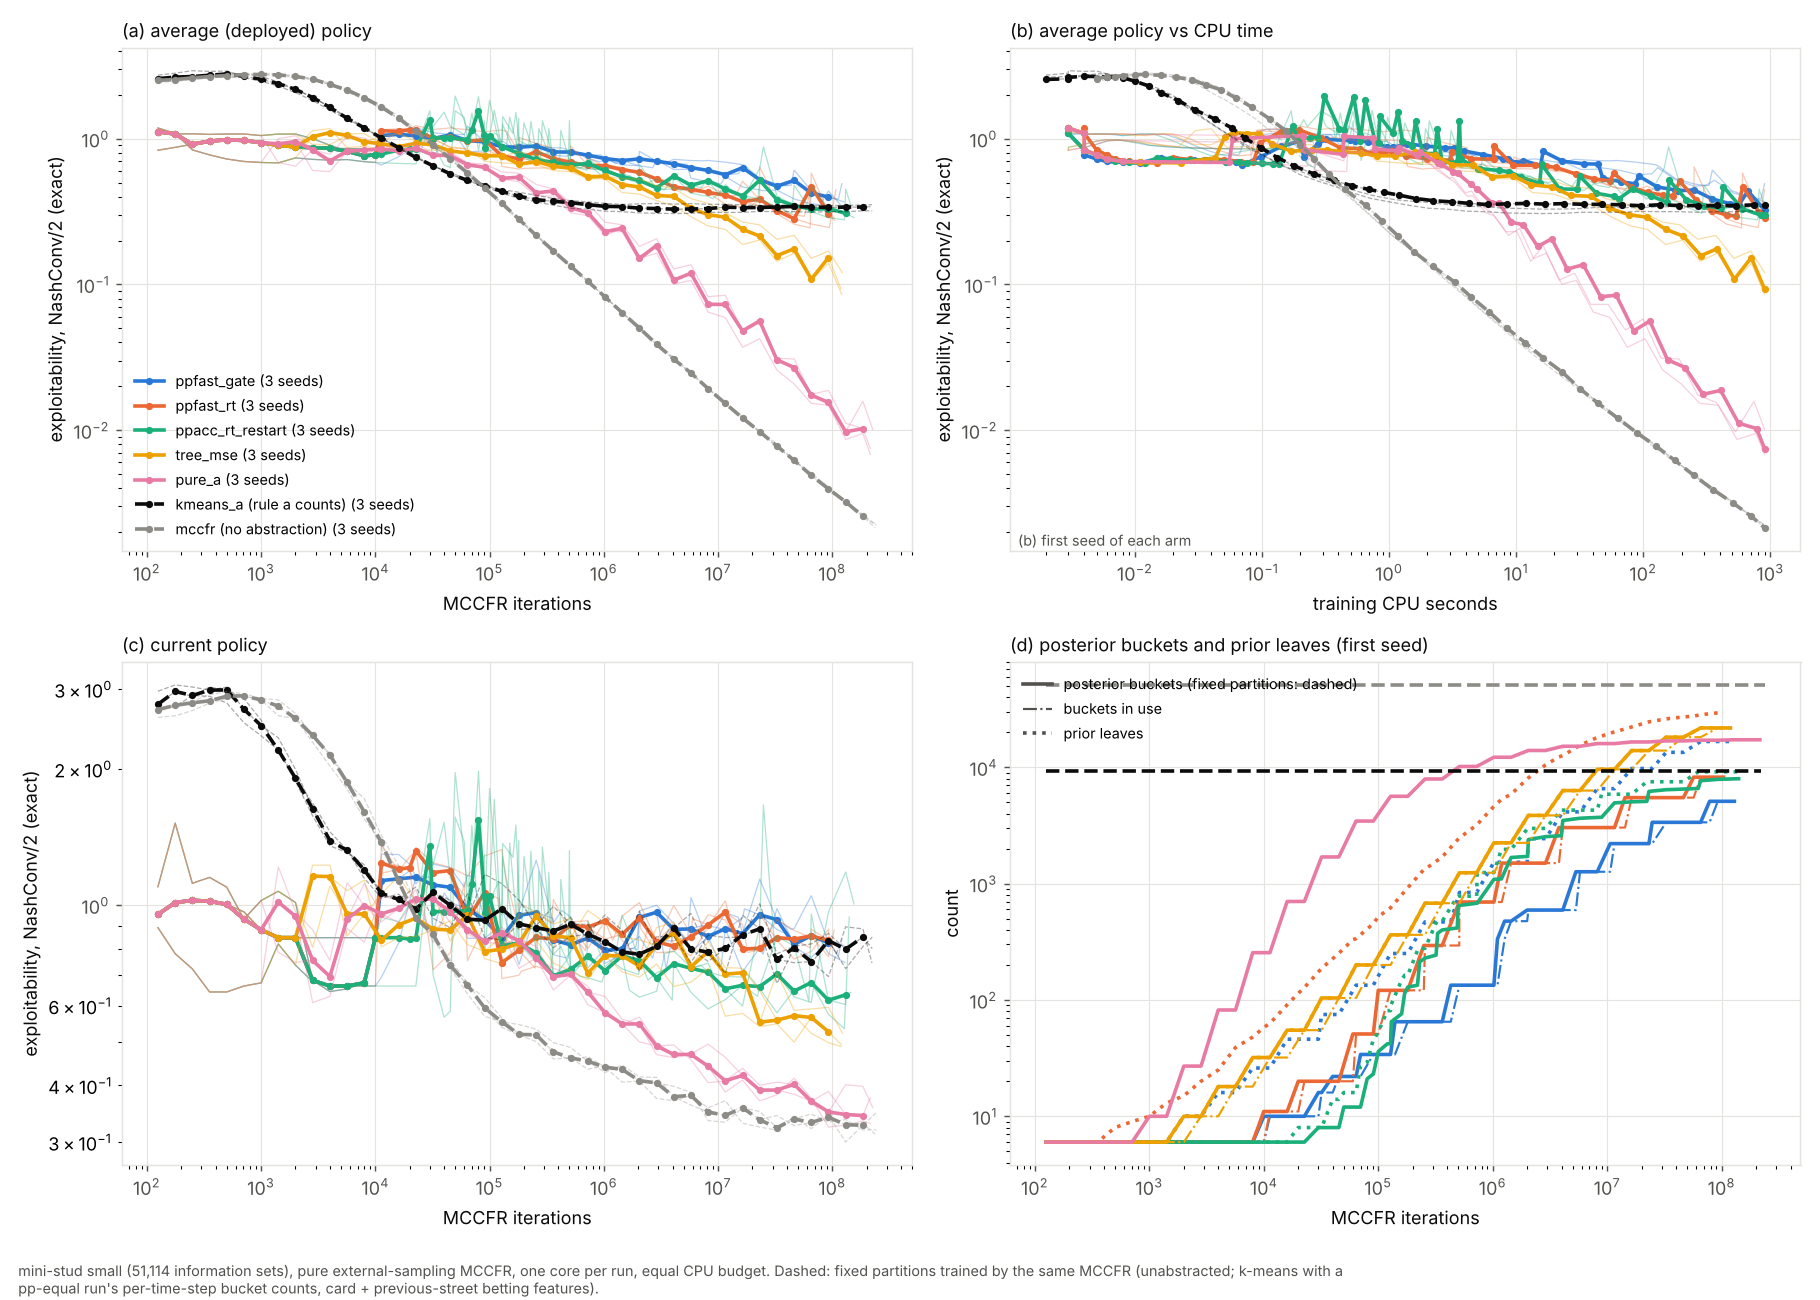 (a) average (deployed) policy
exploitability, NashConv/2 (exact)
10⁰
10⁻¹
10⁻²
ppfast_gate (3 seeds)
ppfast_rt (3 seeds)
ppacc_rt_restart (3 seeds)
tree_mse (3 seeds)
pure_a (3 seeds)
kmeans_a (rule a counts) (3 seeds)
mccfr (no abstraction) (3 seeds)
10² 10³ 10⁴ 10⁵ 10⁶ 10⁷ 10⁸
MCCFR iterations
(b) average policy vs CPU time
exploitability, NashConv/2 (exact)
10⁰
10⁻¹
10⁻²
(b) first seed of each arm
10⁻² 10⁻¹ 10⁰ 10¹ 10² 10³
training CPU seconds
(c) current policy
exploitability, NashConv/2 (exact)
3 × 10⁰
2 × 10⁰
10⁰
6 × 10⁻¹
4 × 10⁻¹
3 × 10⁻¹
10² 10³ 10⁴ 10⁵ 10⁶ 10⁷ 10⁸
MCCFR iterations
(d) posterior buckets and prior leaves (first seed)
posterior buckets (fixed partitions: dashed)
buckets in use
prior leaves
count
10⁴
10³
10²
10¹
10² 10³ 10⁴ 10⁵ 10⁶ 10⁷ 10⁸
MCCFR iterations
mini-stud small (51,114 information sets), pure external-sampling MCCFR, one core per run, equal CPU budget. Dashed: fixed partitions trained by the same MCCFR (unabstracted; k-means with a
pp-equal run's per-time-step bucket counts, card + previous-street betting features).